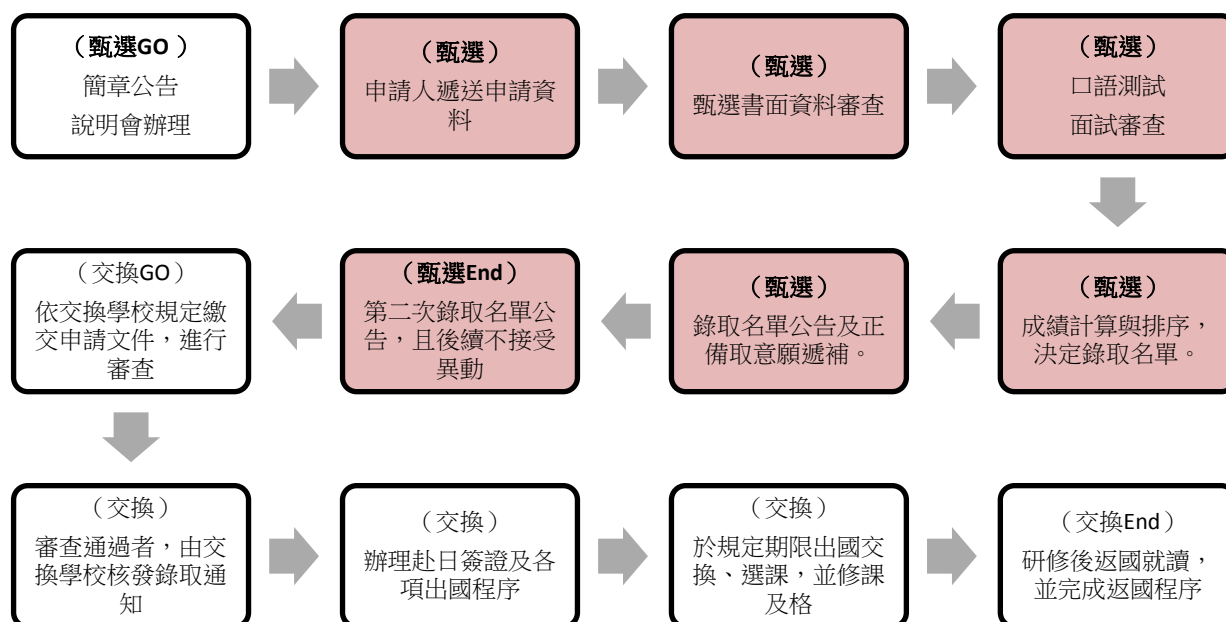 （甄選GO）
簡章公告
說明會辦理
（甄選）
申請人遞送申請資
料
（甄選）
甄選書面資料審查
（甄選）
口語測試
面試審查
（甄選）
成績計算與排序，
決定錄取名單。
（甄選）
錄取名單公告及正
備取意願遞補。
（甄選End）
第二次錄取名單公
告，且後續不接受
異動
（交換GO）
依交換學校規定繳
交申請文件，進行
審查
（交換）
審查通過者，由交
換學校核發錄取通
知
（交換）
辦理赴日簽證及各
項出國程序
（交換）
於規定期限出國交
換、選課，並修課
及格
（交換End）
研修後返國就讀，
並完成返國程序